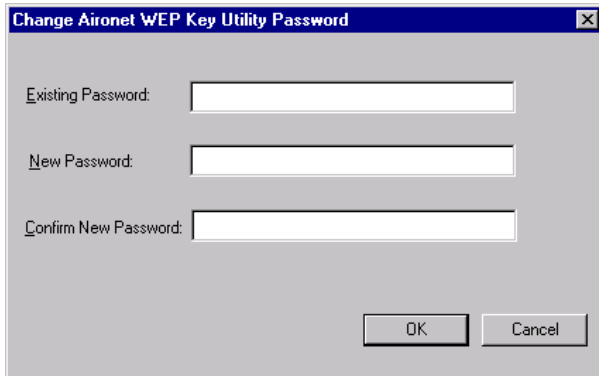 Change Aironet WEP Key Utility Password
Existing Password:
New Password:
Confirm New Password:
OK Cancel